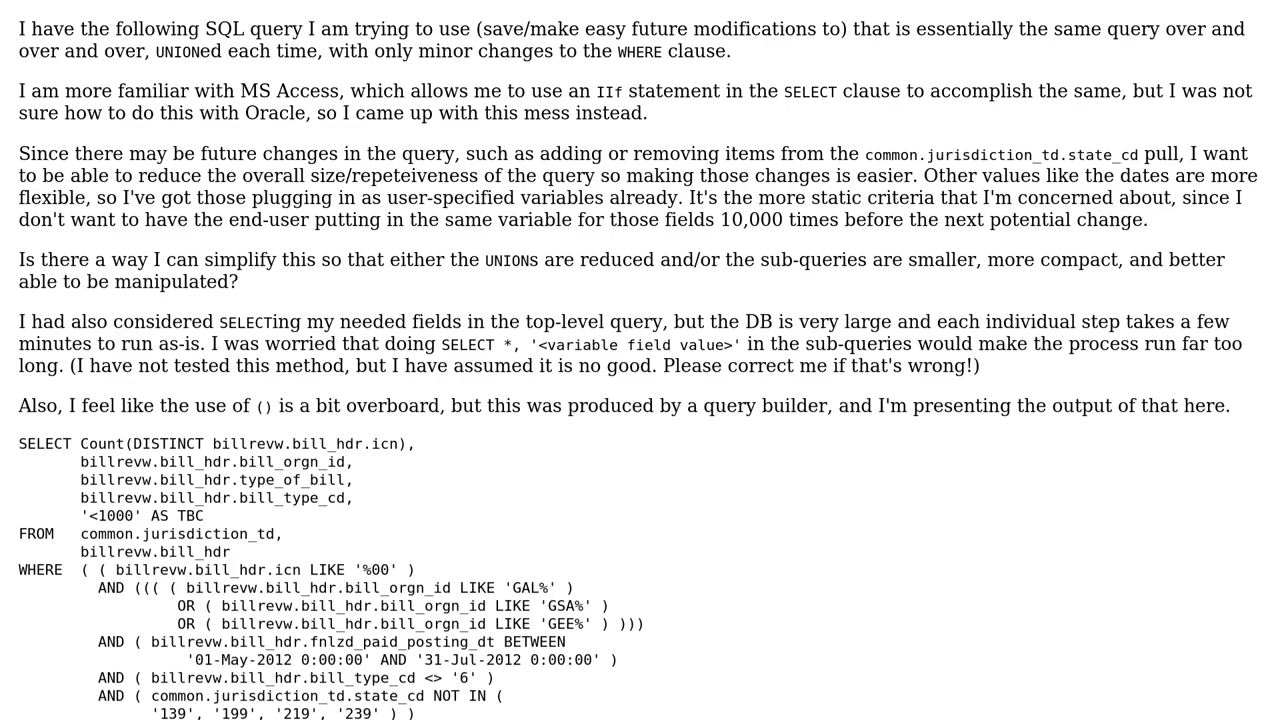 I have the following SQL query I am trying to use (save/make easy future modifications to) that is essentially the same query over and
over and over, UNIONed each time, with only minor changes to the WHERE clause.
I am more familiar with MS Access, which allows me to use an IIf statement in the SELECT clause to accomplish the same, but I was not
sure how to do this with Oracle, so I came up with this mess instead.
Since there may be future changes in the query, such as adding or removing items from the common.jurisdiction_td.state_cd pull, I want
to be able to reduce the overall size/repeteiveness of the query so making those changes is easier. Other values like the dates are more
flexible, so I've got those plugging in as user-specified variables already. It's the more static criteria that I'm concerned about, since I
don't want to have the end-user putting in the same variable for those fields 10,000 times before the next potential change.
Is there a way I can simplify this so that either the UNIONs are reduced and/or the sub-queries are smaller, more compact, and better
able to be manipulated?
I had also considered SELECTing my needed fields in the top-level query, but the DB is very large and each individual step takes a few
minutes to run as-is. I was worried that doing SELECT *, '<variable field value>' in the sub-queries would make the process run far too
long. (I have not tested this method, but I have assumed it is no good. Please correct me if that's wrong!)
Also, I feel like the use of () is a bit overboard, but this was produced by a query builder, and I'm presenting the output of that here.
SELECT Count(DISTINCT billrevw.bill_hdr.icn),
       billrevw.bill_hdr.bill_orgn_id,
       billrevw.bill_hdr.type_of_bill,
       billrevw.bill_hdr.bill_type_cd,
       '<1000' AS TBC
FROM   common.jurisdiction_td,
       billrevw.bill_hdr
WHERE  ( ( billrevw.bill_hdr.icn LIKE '%00' )
         AND ((( ( billrevw.bill_hdr.bill_orgn_id LIKE 'GAL%' )
                  OR ( billrevw.bill_hdr.bill_orgn_id LIKE 'GSA%' )
                  OR ( billrevw.bill_hdr.bill_orgn_id LIKE 'GEE%' ) )))
         AND ( billrevw.bill_hdr.fnlzd_paid_posting_dt BETWEEN
                   '01-May-2012 0:00:00' AND '31-Jul-2012 0:00:00' )
         AND ( billrevw.bill_hdr.bill_type_cd <> '6' )
         AND ( common.jurisdiction_td.state_cd NOT IN (
               '139', '199', '219', '239' ) )